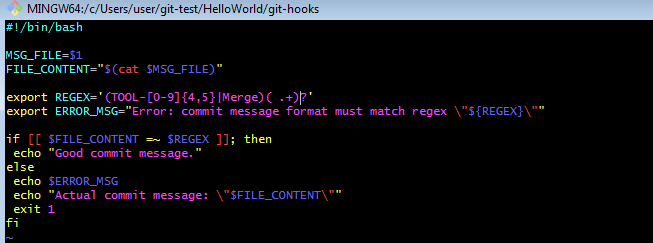 MINGW64:/c/Users/user/git-test/HelloWorld/git-hooks
#!/bin/bash
MSG_FILE=$1
FILE_CONTENT="$(cat $MSG_FILE)"
export REGEX='(TOOL-[0-9]{4,5}|Merge)( .+)?'
export ERROR_MSG="Error: commit message format must match regex \"${REGEX}\""
if [[ $FILE_CONTENT =~ $REGEX ]]; then
 echo "Good commit message."
else
 echo $ERROR_MSG
 echo "Actual commit message: \"$FILE_CONTENT\""
 exit 1
fi
~